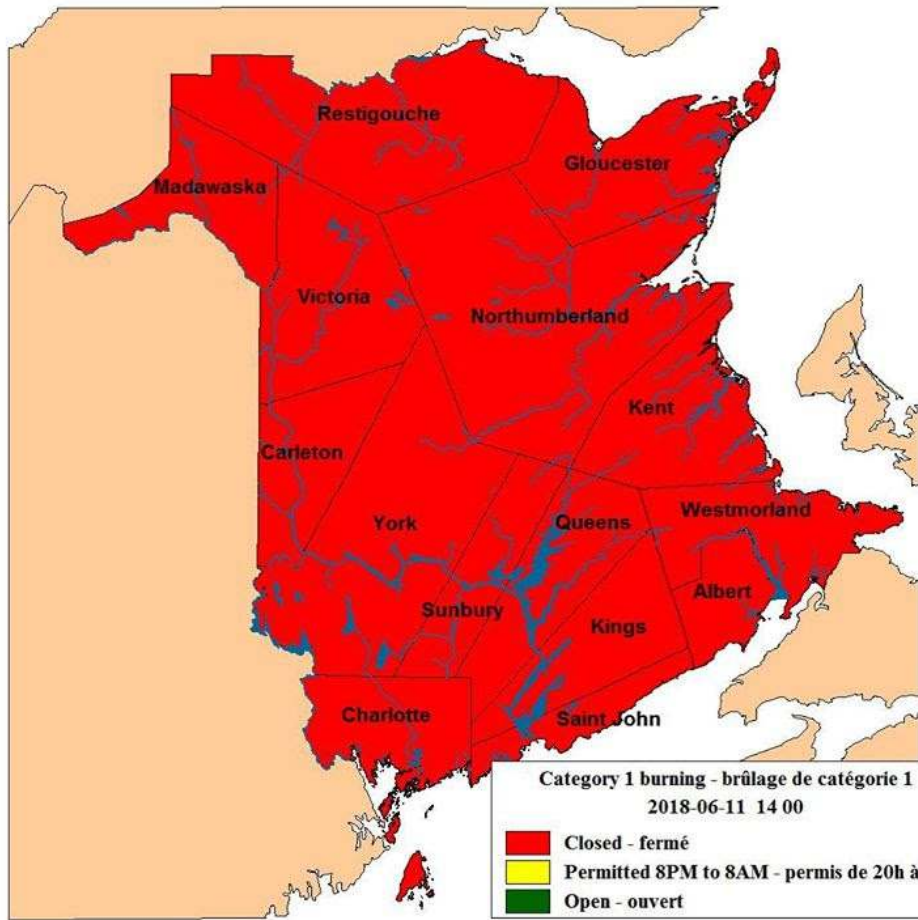 Restigouche
Gloucester
Madawaska
Victoria
Northumberland
Kent
Carleton
Westmorland
York
Queens
Albert
Sunbury
Kings
Charlotte
Saint John
Category 1 burning - brûlage de catégorie 1
2018-06-11 14 00
Closed - fermé
Permitted 8PM to 8AM - permis de 20h à
Open - ouvert